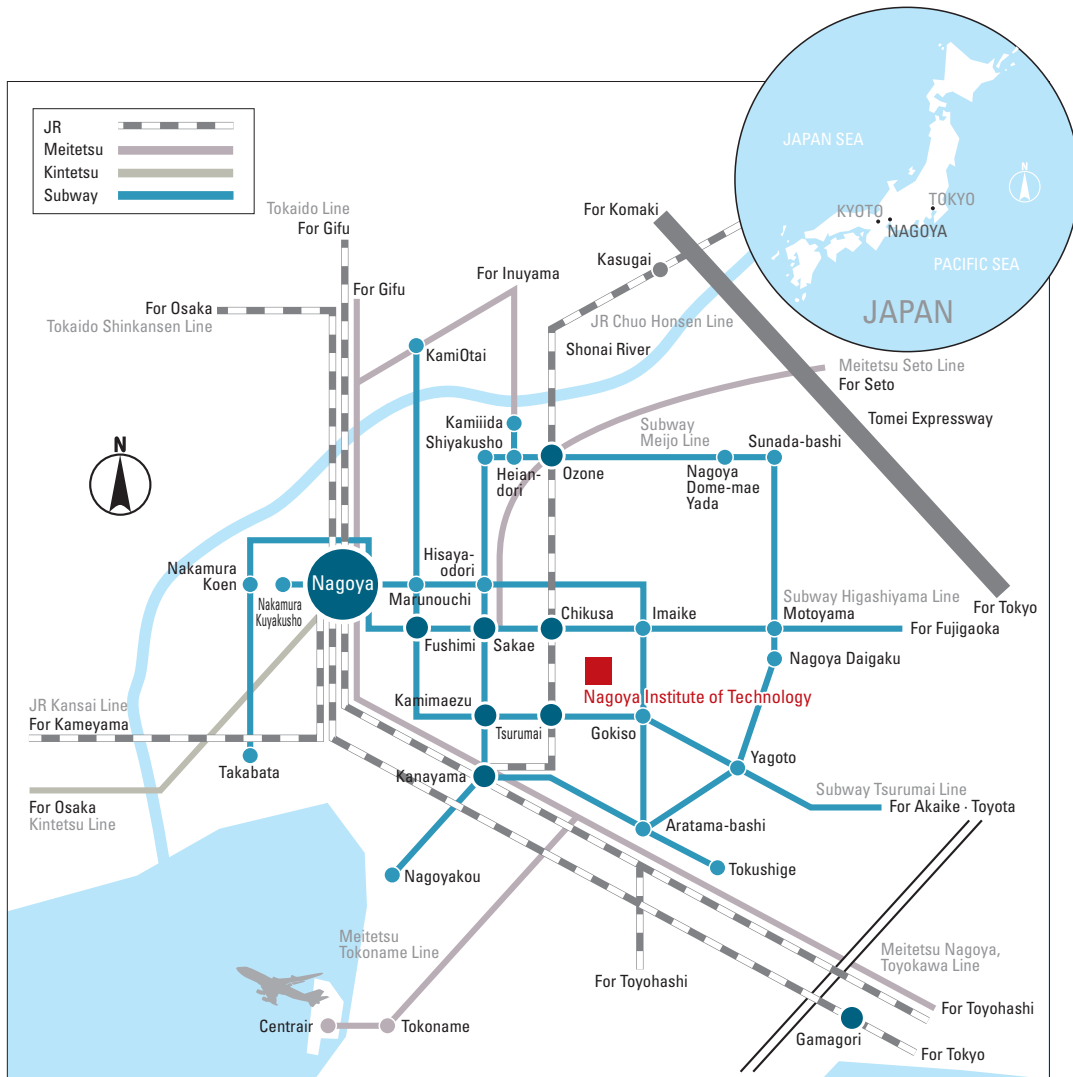 JR
Meitetsu
Kintetsu
Subway
JAPAN SEA
N
TOKYO
KYOTO
NAGOYA
PACIFIC SEA
JAPAN
Tokaido Line
For Gifu
For Komaki
Kasugai
For Inuyama
For Gifu
For Osaka
Tokaido Shinkansen Line
JR Chuo Honsen Line
Shonai River
KamiOtai
Meitetsu Seto Line
For Seto
Tomei Expressway
Kamiiida
Shiyakusho
Subway
Meijo Line
Sunada-bashi
N
Heian-
dori
Ozone
Nagoya
Dome-mae
Yada
Nakamura
Koen
Nagoya
Hisaya-
odori
Nakamura
Kuyakusho
Marunouchi
Subway Higashiyama Line
For Tokyo
Chikusa
Imaike
Motoyama
For Fujigaoka
Fushimi
Sakae
Nagoya Daigaku
Nagoya Institute of Technology
Kamimaezu
JR Kansai Line
For Kameyama
Tsurumai
Gokiso
Takabata
Kanayama
Yagoto
Subway Tsurumai Line
For Akaike · Toyota
For Osaka
Kintetsu Line
Aratama-bashi
Nagoyakou
Tokushige
Meitetsu
Tokoname Line
Meitetsu Nagoya,
Toyokawa Line
For Toyohashi
For Toyohashi
Centrair
Tokoname
Gamagori
For Tokyo